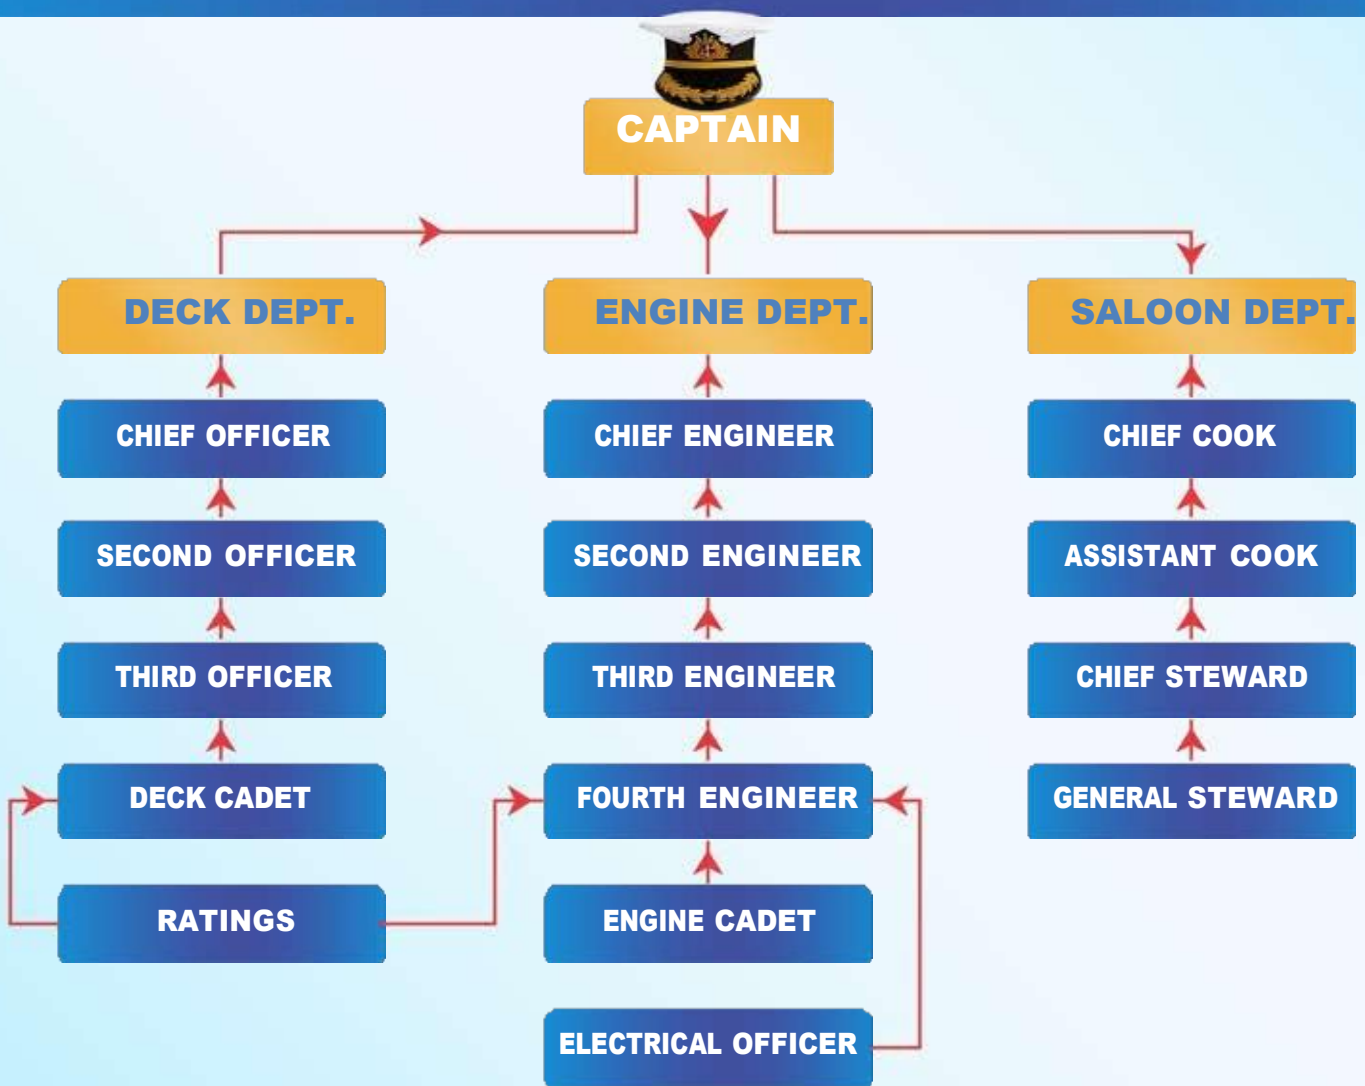 CAPTAIN
DECK DEPT.
ENGINE DEPT.
SALOON DEPT.
CHIEF OFFICER
CHIEF ENGINEER
CHIEF COOK
SECOND OFFICER
SECOND ENGINEER
ASSISTANT COOK
THIRD OFFICER
THIRD ENGINEER
CHIEF STEWARD
DECK CADET
FOURTH ENGINEER
GENERAL STEWARD
RATINGS
ENGINE CADET
ELECTRICAL OFFICER